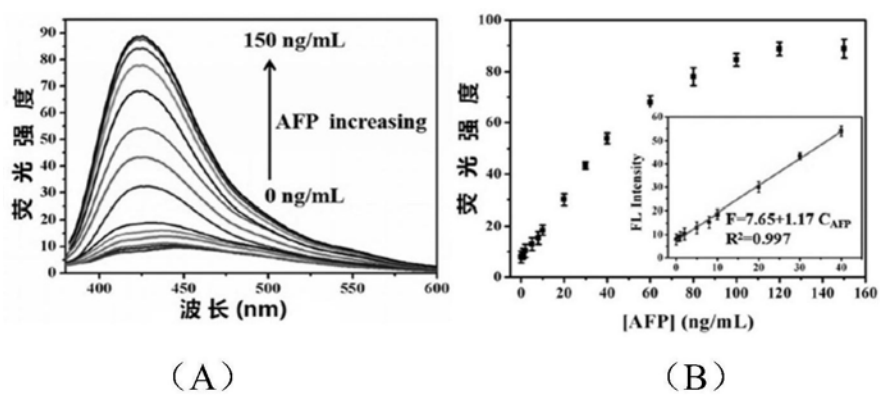 90
80
70
60
50
40
30
20
10
0
荧光强度
150 ng/mL
AFP increasing
0 ng/mL
400 450 500 550 600
波长 (nm)
(A)
100
80
60
40
20
0
荧光强度
60
50
40
30
20
10
0
FL Intensity
F=7.65+1.17 C_AFP
R²=0.997
0 10 20 30 40
0 20 40 60 80 100 120 140 160
[AFP] (ng/mL)
(B)